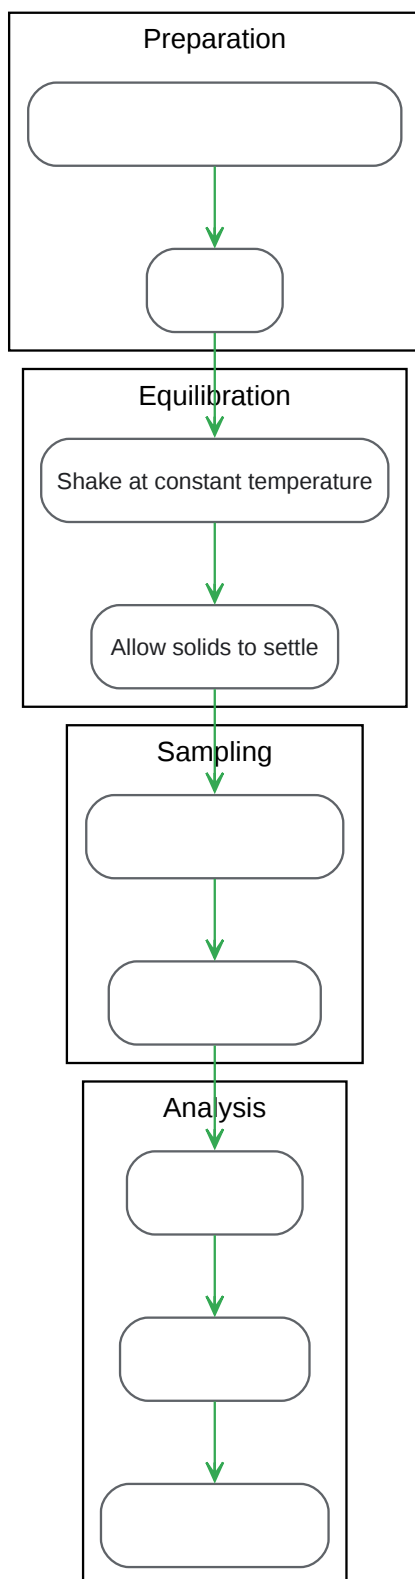 Preparation
Equilibration
Shake at constant temperature
Allow solids to settle
Sampling
Analysis